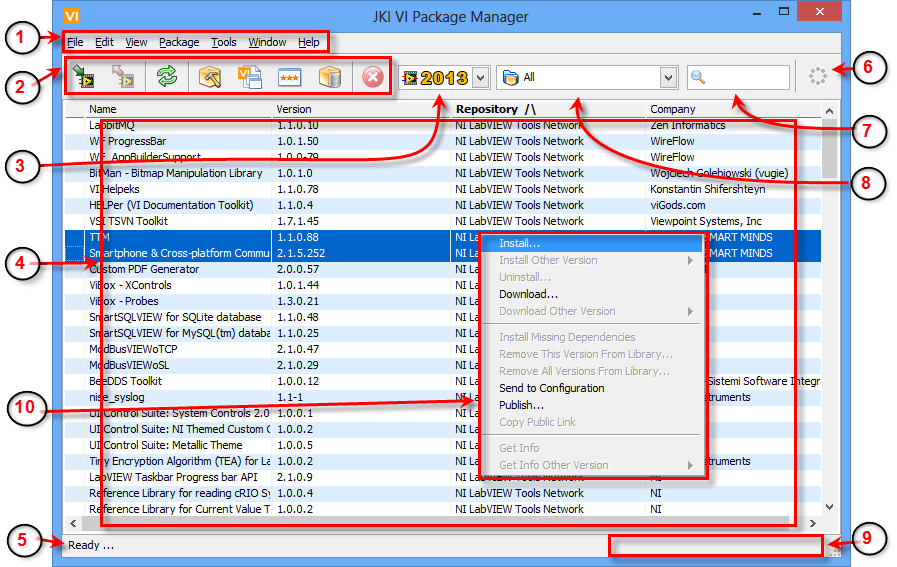 VI JKI VI Package Manager
1 File Edit View Package Tools Window Help
2 2013 All 6
Name Version Repository /\ Company
LabbitMQ 1.1.0.10 NI LabVIEW Tools Network Zen Informatics
WF ProgressBar 1.0.1.50 NI LabVIEW Tools Network WireFlow 7
WF_AppBuilderSupport 1.0.0-79 NI LabVIEW Tools Network WireFlow
3 BitMan - Bitmap Manipulation Library 1.0.1.0 NI LabVIEW Tools Network Wojciech Golebiowski (vugie)
VI Helpeks 1.1.0.78 NI LabVIEW Tools Network Konstantin Shifershteyn 8
HELPer (VI Documentation Toolkit) 1.1.0.4 NI LabVIEW Tools Network viGods.com
VSI TSVN Toolkit 1.7.1.45 NI LabVIEW Tools Network Viewpoint Systems, Inc
TTM 1.1.0.88 NI Lab MART MINDS
Smartphone & Cross-platform Commu 2.1.5.252 NI Lab MART MINDS
4 Custom PDF Generator 2.0.0.57 NI Lab
ViBox - XControls 1.0.1.44 NI Lab
ViBox - Probes 1.3.0.21 NI Lab
SmartSQLVIEW for SQLite database 1.1.0.48 NI Lab
SmartSQLVIEW for MySQL(tm) databa 1.1.0.25 NI Lab
ModBusVIEWoTCP 2.1.0.47 NI Lab
ModBusVIEWoSL 2.1.0.29 NI Lab
BeeDDS Toolkit 1.0.0.12 NI Lab -Sistemi Software Integra
nise_syslog 1.1-1 NI Lab truments
10 UI Control Suite: System Controls 2.0 1.0.0.1 NI Lab
UI Control Suite: NI Themed Custom C 1.0.0.2 NI Lab
UI Control Suite: Metallic Theme 1.0.0.5 NI Lab
Tiny Encryption Algorithm (TEA) for La 1.0.0.2 NI Lab truments
LabVIEW Taskbar Progress bar API 2.1.0.9 NI LabVIEW Tools Network NI
Reference Library for reading cRIO Sy 1.0.0.4 NI LabVIEW Tools Network NI
Reference Library for Current Value T 1.0.0.2 NI LabVIEW Tools Network NI
Install...
Install Other Version
Uninstall...
Download...
Download Other Version
Install Missing Dependencies
Remove This Version From Library...
Remove All Versions From Library...
Send to Configuration
Publish...
Copy Public Link
Get Info
Get Info Other Version
5 Ready ... 9